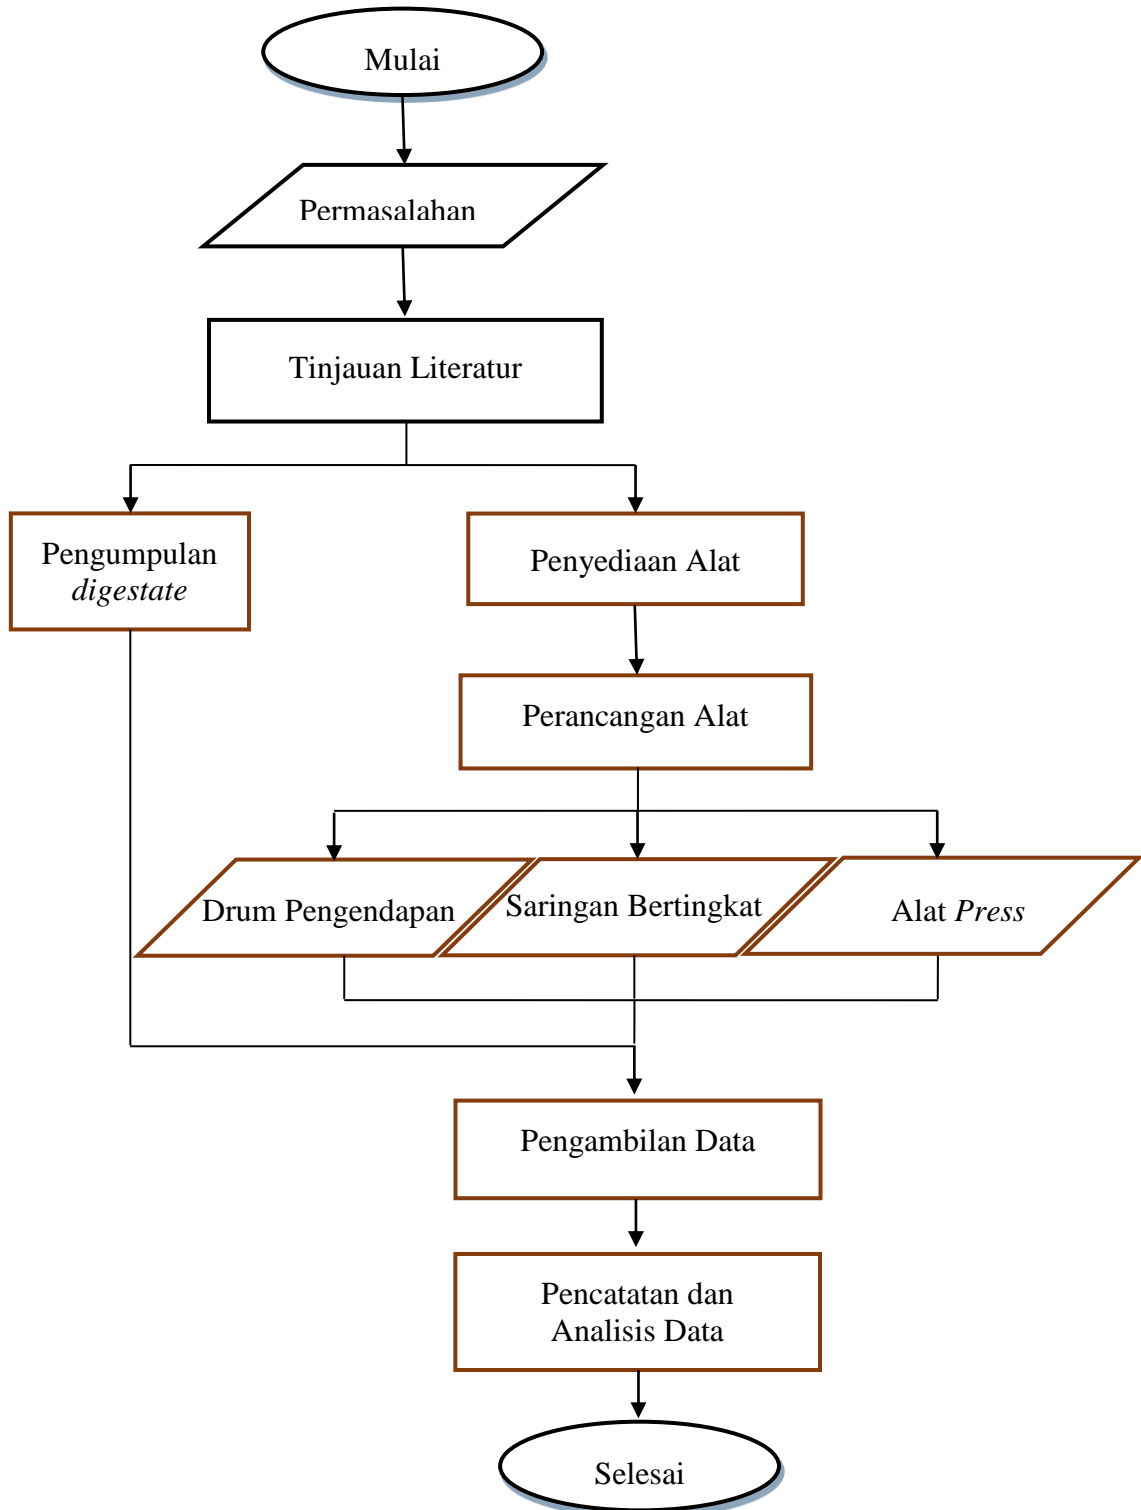 Mulai
Permasalahan
Tinjauan Literatur
Pengumpulan
digestate
Penyediaan Alat
Perancangan Alat
Drum Pengendapan
Saringan Bertingkat
Alat Press
Pengambilan Data
Pencatatan dan
Analisis Data
Selesai